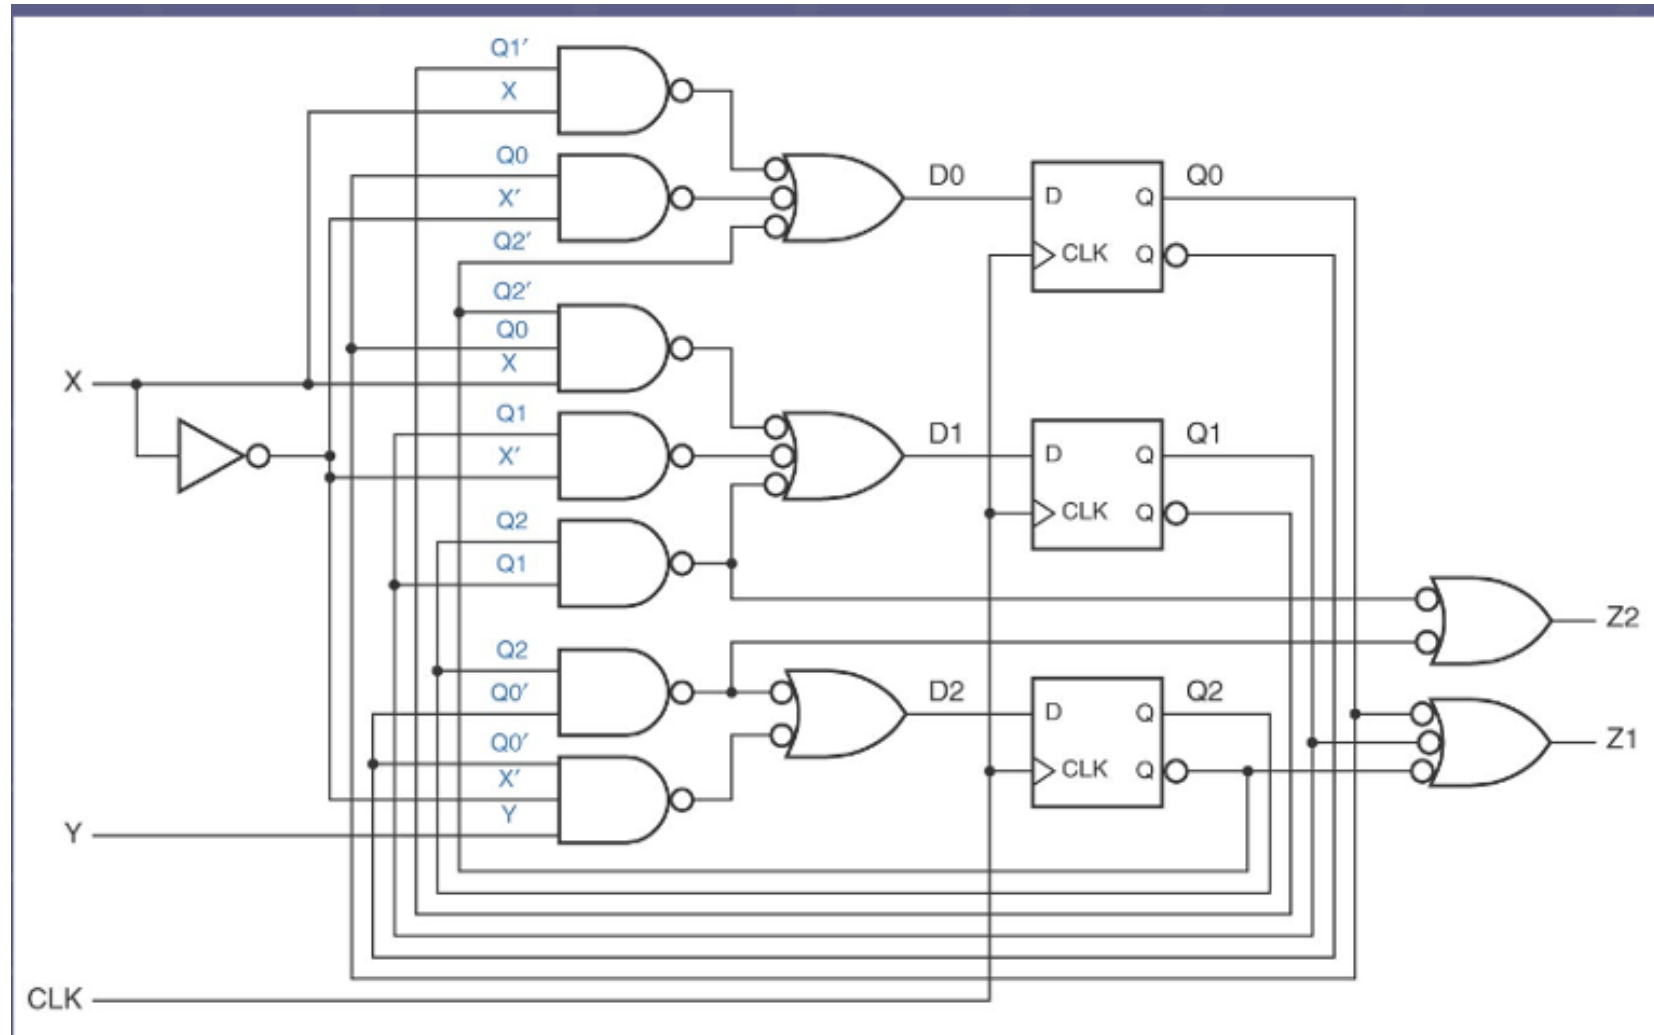 Q1′
X
Q0
X′
Q2′
D0
D
Q
CLK
Q
Q0
Q2′
Q0
X
X
Q1
X′
D1
D
Q
CLK
Q
Q1
Q2
Q1
Z2
Q2
Q0′
D2
D
Q
CLK
Q
Q2
Z1
Q0′
X′
Y
Y
CLK